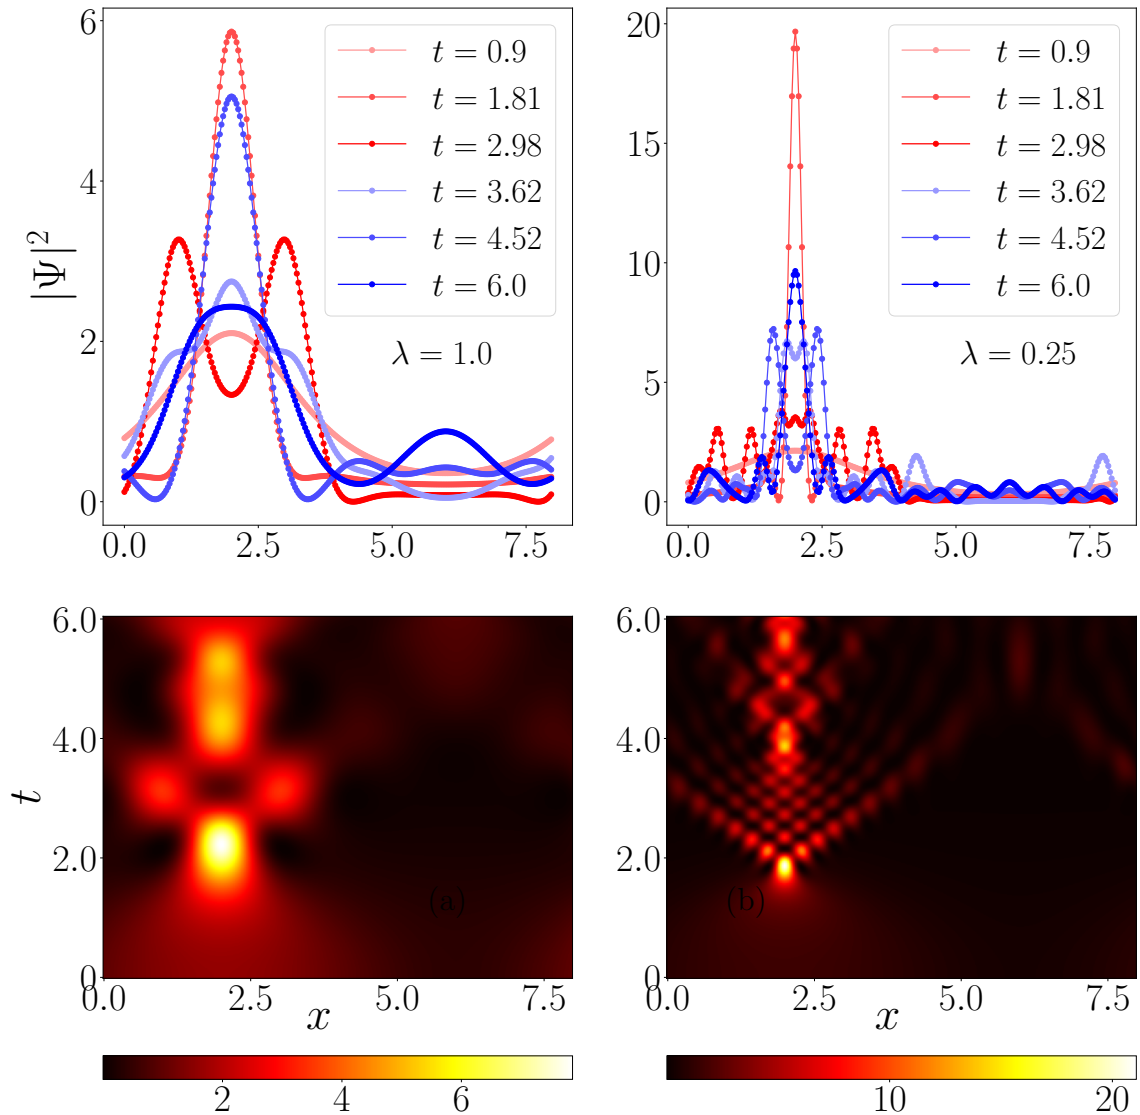 |Ψ|²
6
4
2
0
t = 0.9
t = 1.81
t = 2.98
t = 3.62
t = 4.52
t = 6.0
λ = 1.0
0.0 2.5 5.0 7.5
20
15
10
5
0
t = 0.9
t = 1.81
t = 2.98
t = 3.62
t = 4.52
t = 6.0
λ = 0.25
0.0 2.5 5.0 7.5
t
6.0
4.0
2.0
0
(a)
0.0 2.5 5.0 7.5
x
2 4 6
6.0
4.0
2.0
0
(b)
0.0 2.5 5.0 7.5
x
10 20